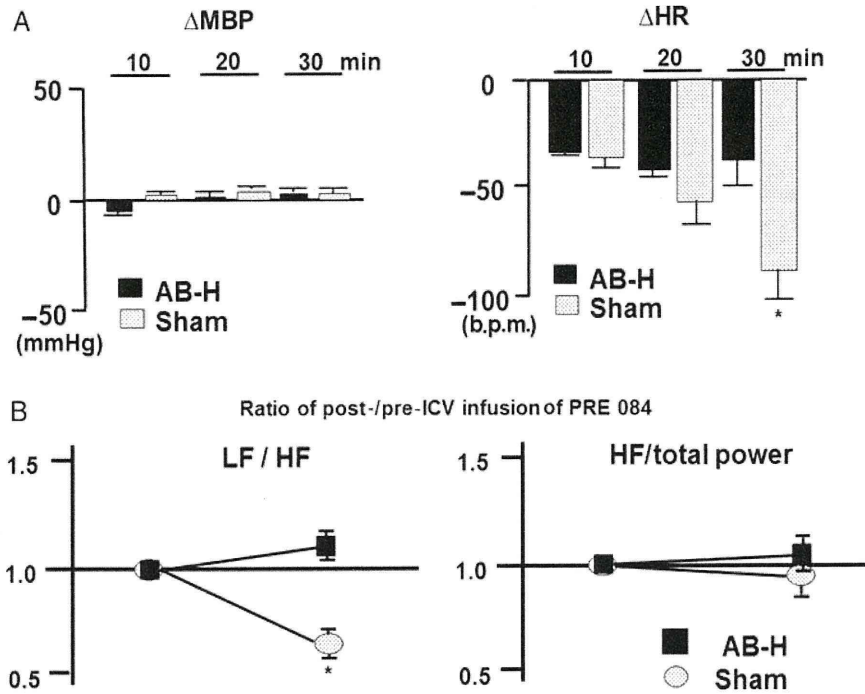 A
ΔMBP
10 20 30 min
50
0
−50
(mmHg)
AB-H
Sham
ΔHR
10 20 30 min
0
−50
−100
(b.p.m.)
AB-H
Sham
*
B
Ratio of post-/pre-ICV infusion of PRE 084
LF / HF
1.5
1.0
0.5
*
HF/total power
1.5
1.0
0.5
AB-H
Sham